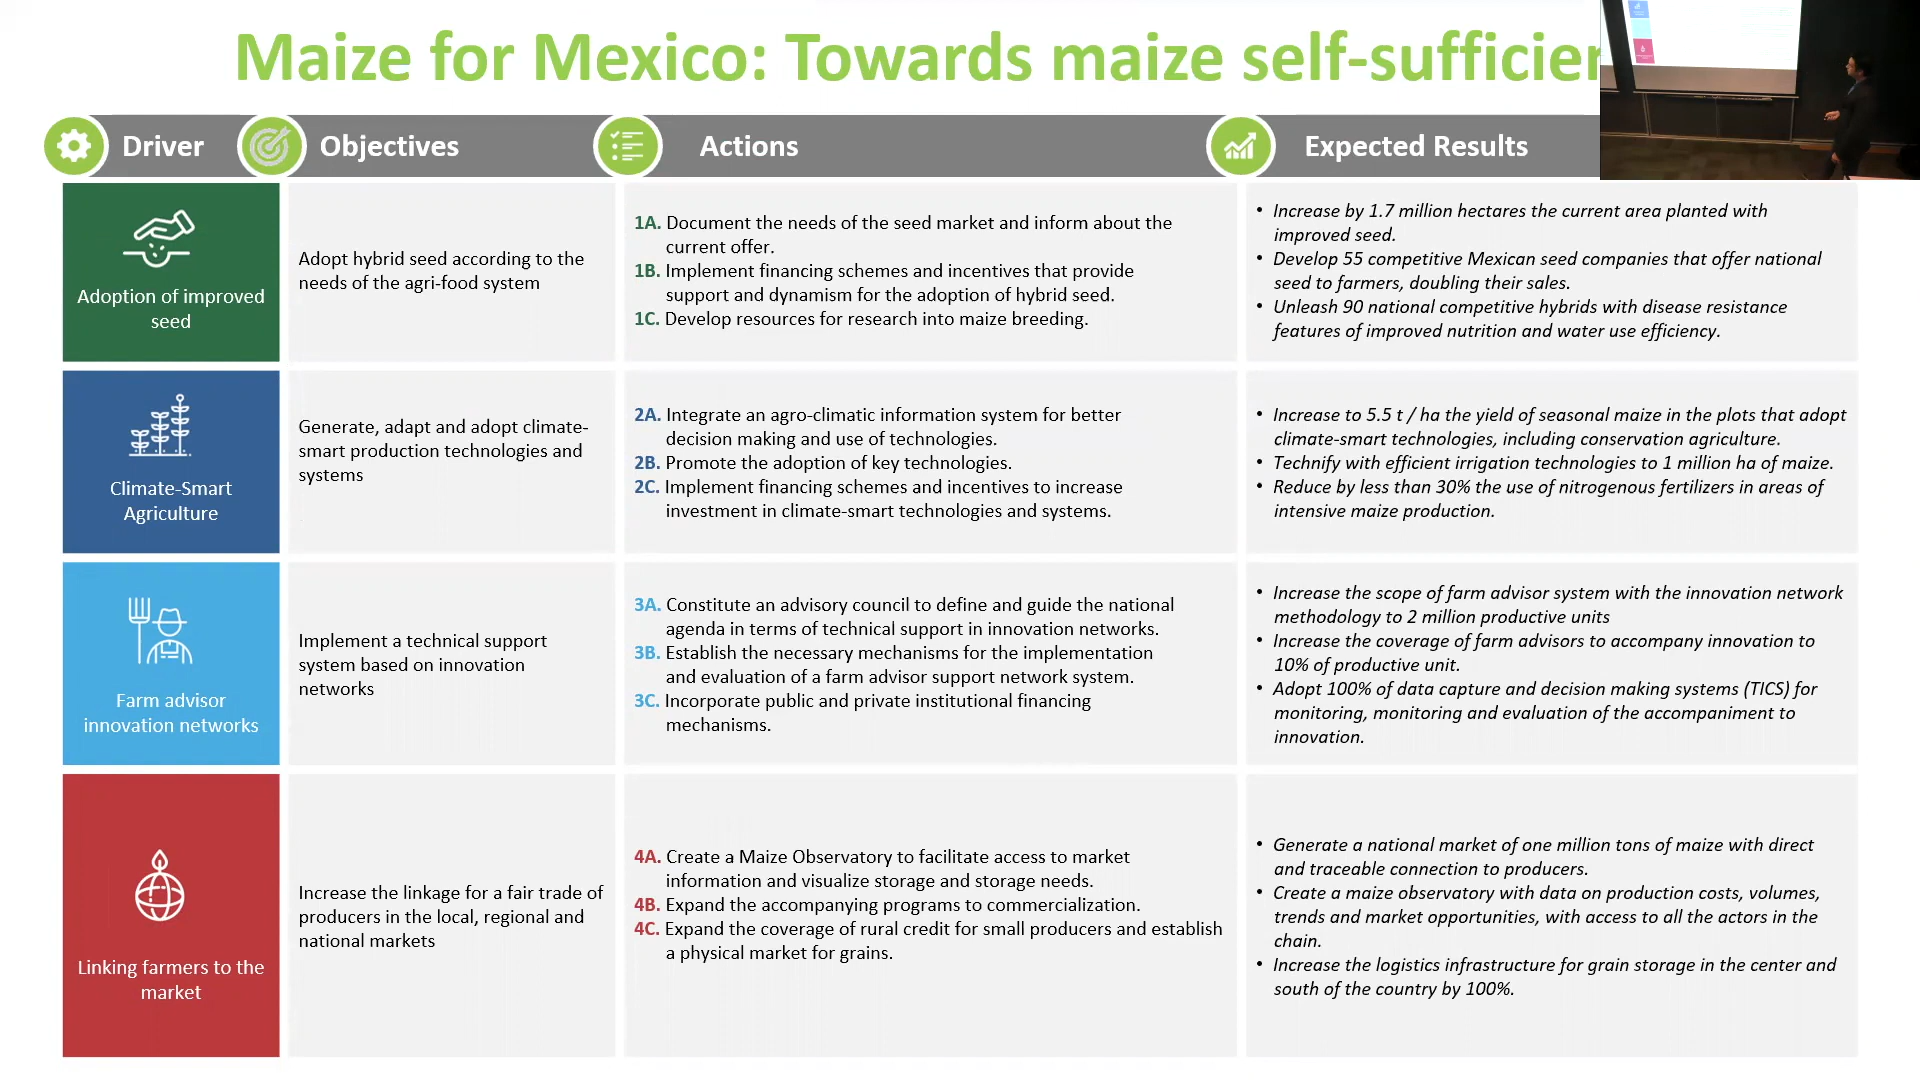 Maize for Mexico: Towards maize self-sufficien
Driver
Objectives
Actions
Expected Results
Adoption of improved
seed
Adopt hybrid seed according to the
needs of the agri-food system
1A. Document the needs of the seed market and inform about the
current offer.
1B. Implement financing schemes and incentives that provide
support and dynamism for the adoption of hybrid seed.
1C. Develop resources for research into maize breeding.
• Increase by 1.7 million hectares the current area planted with
improved seed.
• Develop 55 competitive Mexican seed companies that offer national
seed to farmers, doubling their sales.
• Unleash 90 national competitive hybrids with disease resistance
features of improved nutrition and water use efficiency.
Climate-Smart
Agriculture
Generate, adapt and adopt climate-
smart production technologies and
systems
2A. Integrate an agro-climatic information system for better
decision making and use of technologies.
2B. Promote the adoption of key technologies.
2C. Implement financing schemes and incentives to increase
investment in climate-smart technologies and systems.
• Increase to 5.5 t / ha the yield of seasonal maize in the plots that adopt
climate-smart technologies, including conservation agriculture.
• Technify with efficient irrigation technologies to 1 million ha of maize.
• Reduce by less than 30% the use of nitrogenous fertilizers in areas of
intensive maize production.
Farm advisor
innovation networks
Implement a technical support
system based on innovation
networks
3A. Constitute an advisory council to define and guide the national
agenda in terms of technical support in innovation networks.
3B. Establish the necessary mechanisms for the implementation
and evaluation of a farm advisor support network system.
3C. Incorporate public and private institutional financing
mechanisms.
• Increase the scope of farm advisor system with the innovation network
methodology to 2 million productive units
• Increase the coverage of farm advisors to accompany innovation to
10% of productive unit.
• Adopt 100% of data capture and decision making systems (TICS) for
monitoring, monitoring and evaluation of the accompaniment to
innovation.
Linking farmers to the
market
Increase the linkage for a fair trade of
producers in the local, regional and
national markets
4A. Create a Maize Observatory to facilitate access to market
information and visualize storage and storage needs.
4B. Expand the accompanying programs to commercialization.
4C. Expand the coverage of rural credit for small producers and establish
a physical market for grains.
• Generate a national market of one million tons of maize with direct
and traceable connection to producers.
• Create a maize observatory with data on production costs, volumes,
trends and market opportunities, with access to all the actors in the
chain.
• Increase the logistics infrastructure for grain storage in the center and
south of the country by 100%.